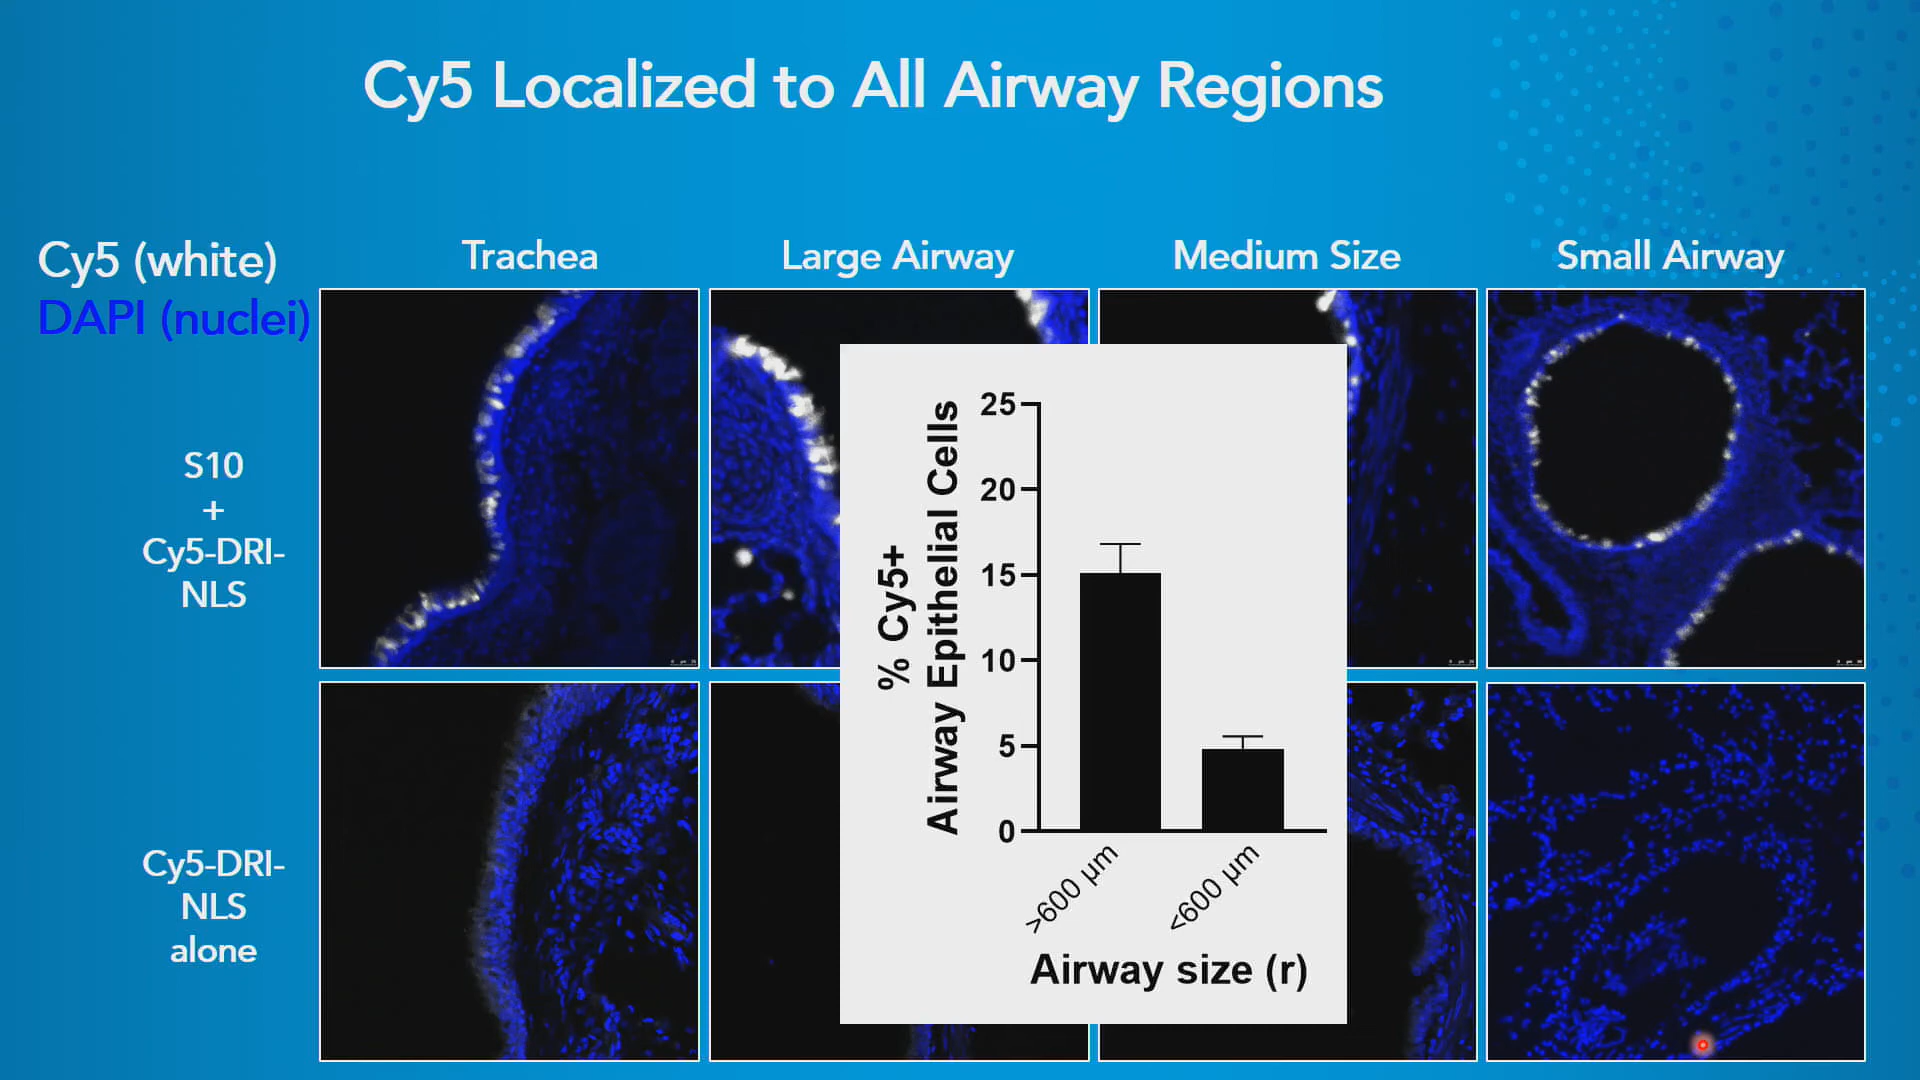 Cy5 Localized to All Airway Regions
Cy5 (white)
DAPI (nuclei)
Trachea
Large Airway
Medium Size
Small Airway
S10
+
Cy5-DRI-
NLS
Cy5-DRI-
NLS
alone
% Cy5+
Airway Epithelial Cells
25
20
15
10
5
0
>600 µm
<600 µm
Airway size (r)